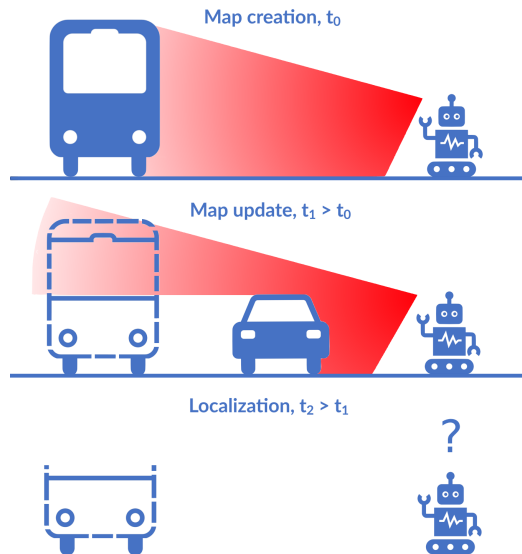 Map creation, t₀
Map update, t₁ > t₀
Localization, t₂ > t₁
?